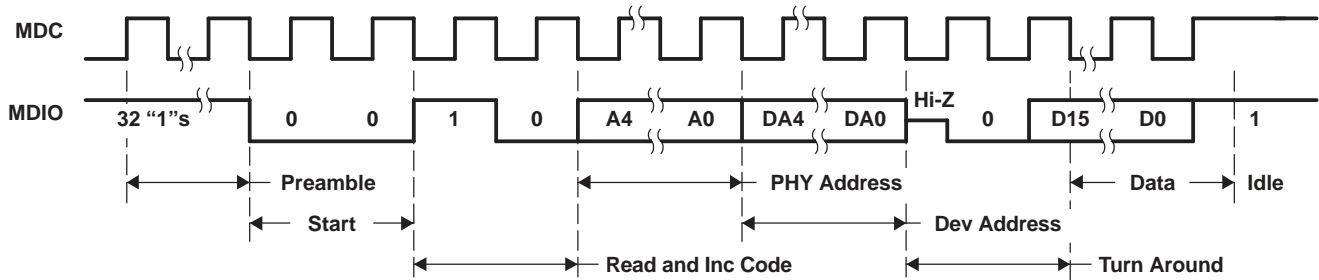 MDC
Hi-Z
MDIO 32 “1”s 0 0 1 0 A4 A0 DA4 DA0 0 D15 D0 1
Preamble PHY Address Data Idle
Start Dev Address
Read and Inc Code Turn Around